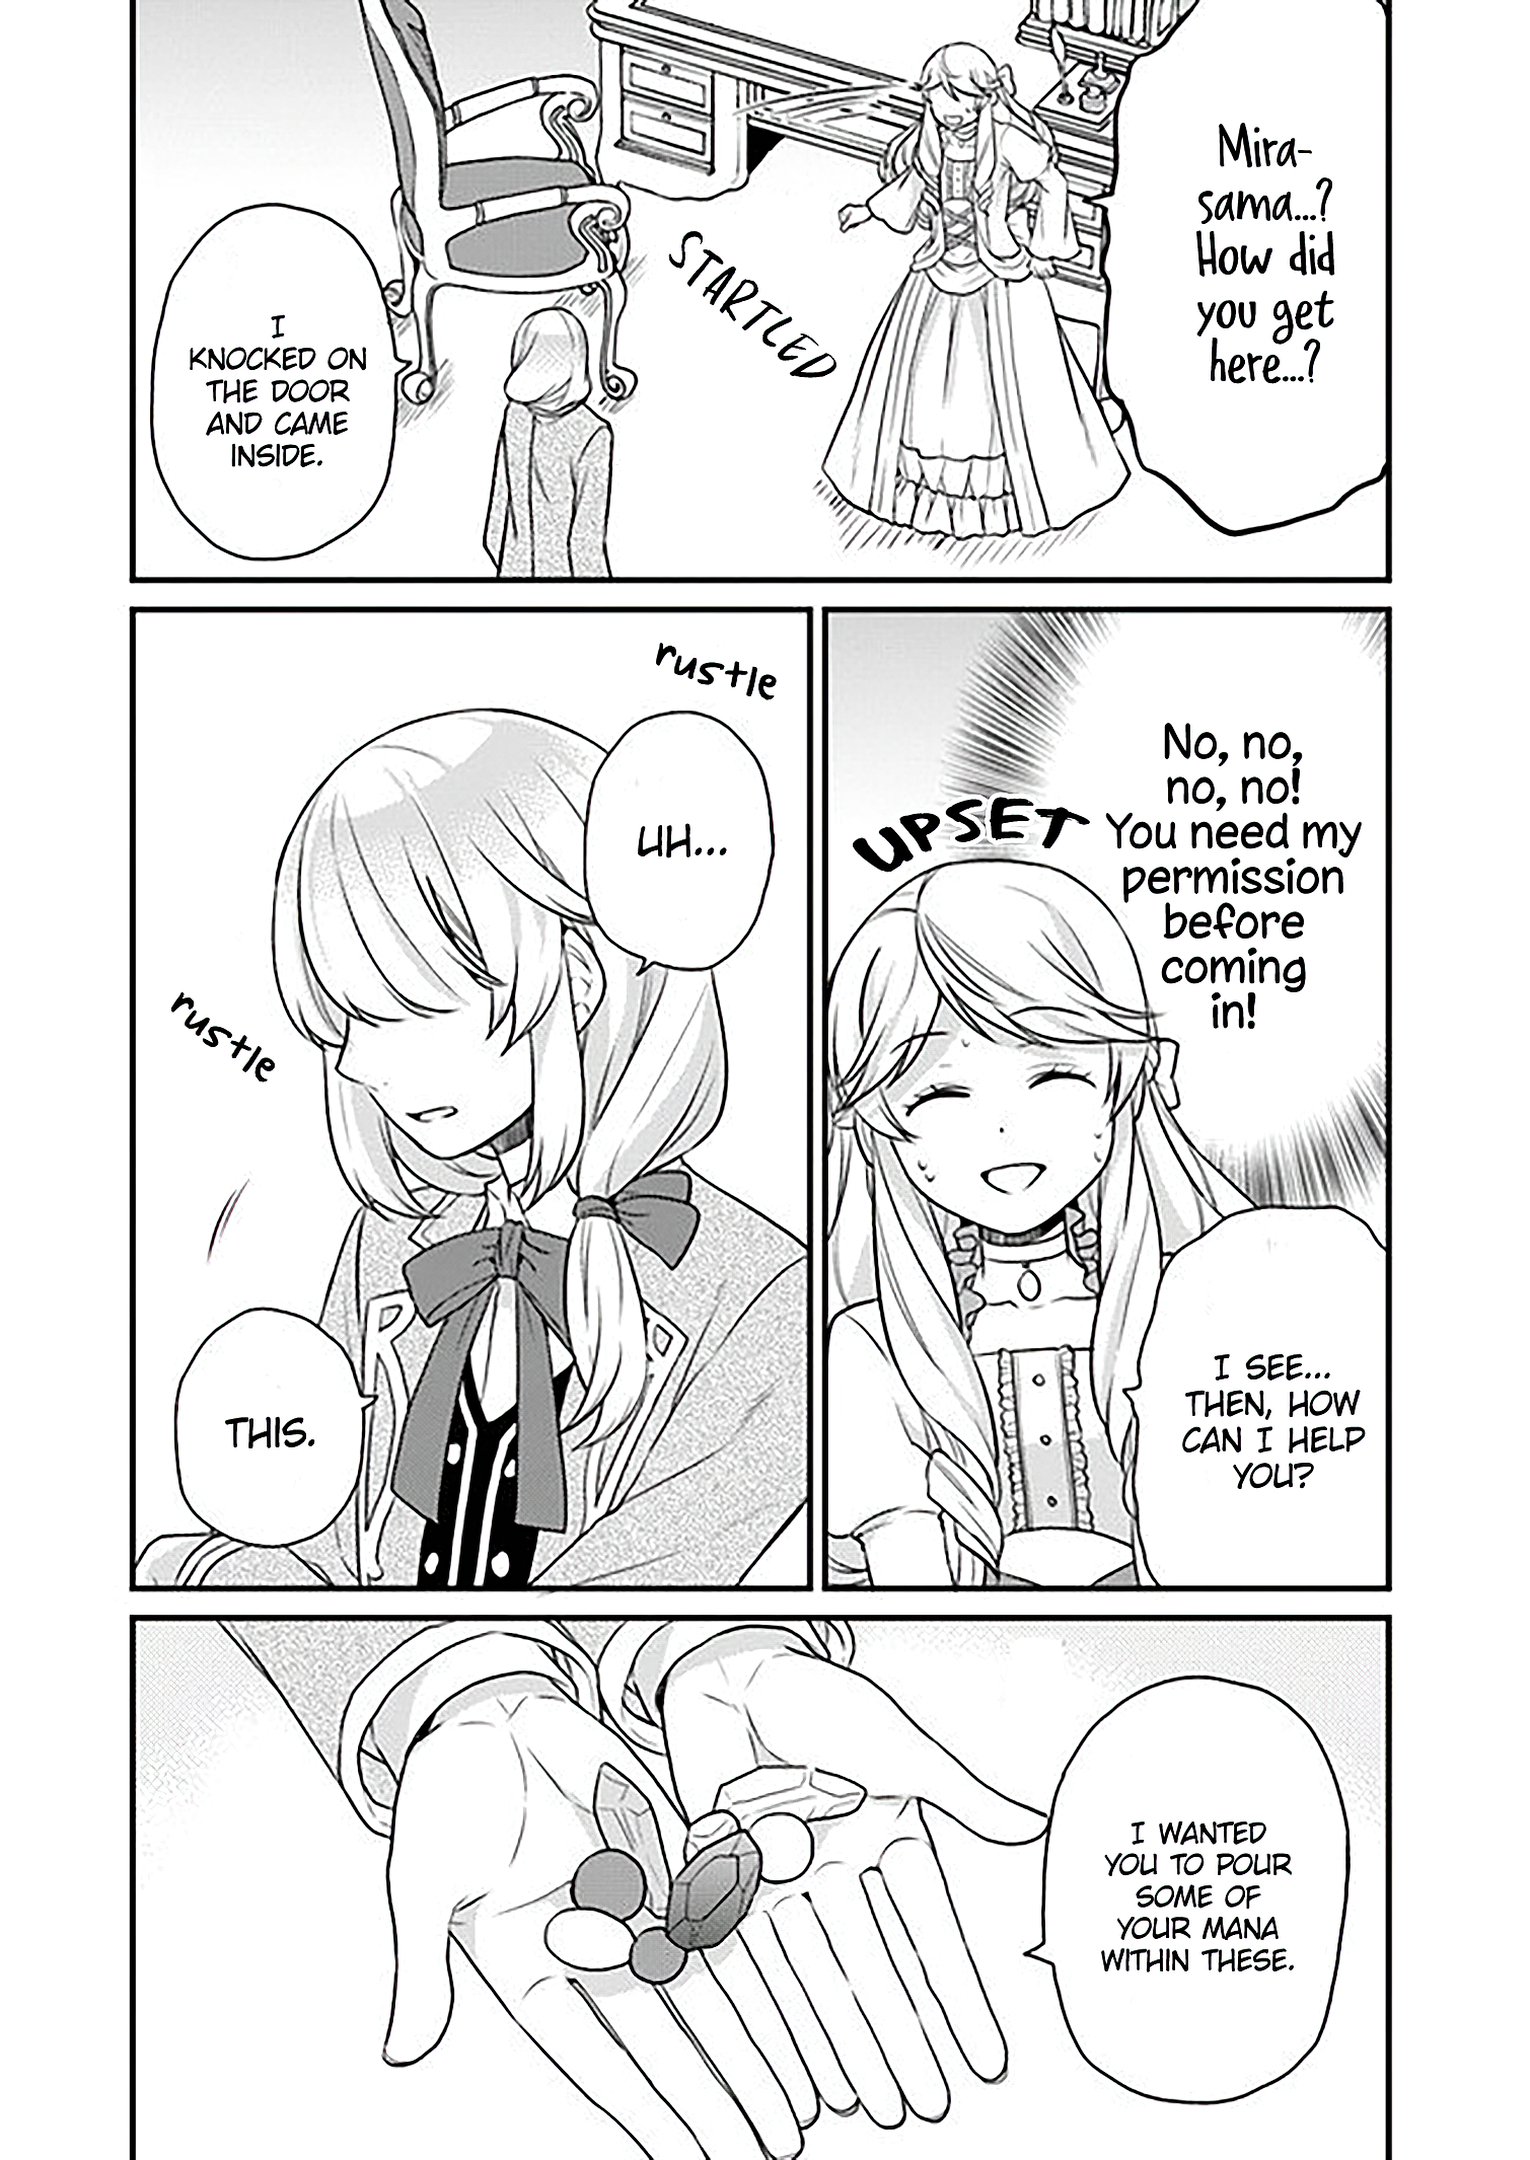 Mira-
sama...?
How did
you get
here...?
STARTLED
I
KNOCKED ON
THE DOOR
AND CAME
INSIDE.
No, no,
no, no!
You need my
permission
before
coming
in!
UPSET
I SEE...
THEN, HOW
CAN I HELP
YOU?
rustle
UH...
rustle
THIS.
I WANTED
YOU TO POUR
SOME OF
YOUR MANA
WITHIN THESE.